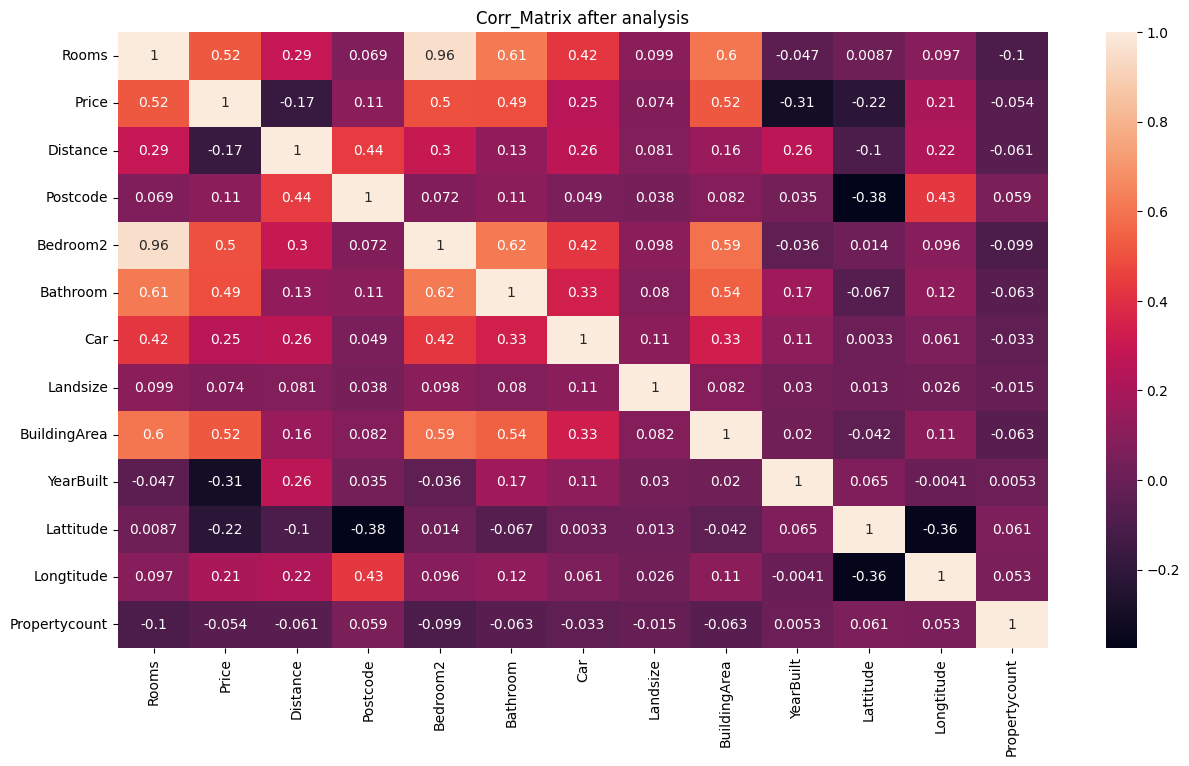 Corr_Matrix after analysis
Rooms 1 0.52 0.29 0.069 0.96 0.61 0.42 0.099 0.6 -0.047 0.0087 0.097 -0.1
Price 0.52 1 -0.17 0.11 0.5 0.49 0.25 0.074 0.52 -0.31 -0.22 0.21 -0.054
Distance 0.29 -0.17 1 0.44 0.3 0.13 0.26 0.081 0.16 0.26 -0.1 0.22 -0.061
Postcode 0.069 0.11 0.44 1 0.072 0.11 0.049 0.038 0.082 0.035 -0.38 0.43 0.059
Bedroom2 0.96 0.5 0.3 0.072 1 0.62 0.42 0.098 0.59 -0.036 0.014 0.096 -0.099
Bathroom 0.61 0.49 0.13 0.11 0.62 1 0.33 0.08 0.54 0.17 -0.067 0.12 -0.063
Car 0.42 0.25 0.26 0.049 0.42 0.33 1 0.11 0.33 0.11 0.0033 0.061 -0.033
Landsize 0.099 0.074 0.081 0.038 0.098 0.08 0.11 1 0.082 0.03 0.013 0.026 -0.015
BuildingArea 0.6 0.52 0.16 0.082 0.59 0.54 0.33 0.082 1 0.02 -0.042 0.11 -0.063
YearBuilt -0.047 -0.31 0.26 0.035 -0.036 0.17 0.11 0.03 0.02 1 0.065 -0.0041 0.0053
Lattitude 0.0087 -0.22 -0.1 -0.38 0.014 -0.067 0.0033 0.013 -0.042 0.065 1 -0.36 0.061
Longtitude 0.097 0.21 0.22 0.43 0.096 0.12 0.061 0.026 0.11 -0.0041 -0.36 1 0.053
Propertycount -0.1 -0.054 -0.061 0.059 -0.099 -0.063 -0.033 -0.015 -0.063 0.0053 0.061 0.053 1
Rooms Price Distance Postcode Bedroom2 Bathroom Car Landsize BuildingArea YearBuilt Lattitude Longtitude Propertycount
1.0
0.8
0.6
0.4
0.2
0.0
−0.2